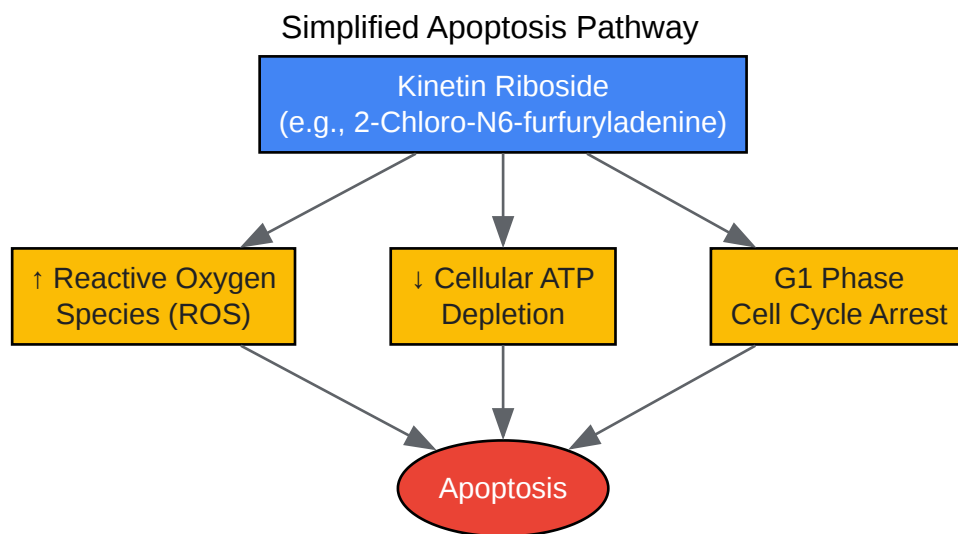 Simplified Apoptosis Pathway
Kinetin Riboside
(e.g., 2-Chloro-N6-furfuryladenine)
↑ Reactive Oxygen
Species (ROS)
↓ Cellular ATP
Depletion
G1 Phase
Cell Cycle Arrest
Apoptosis